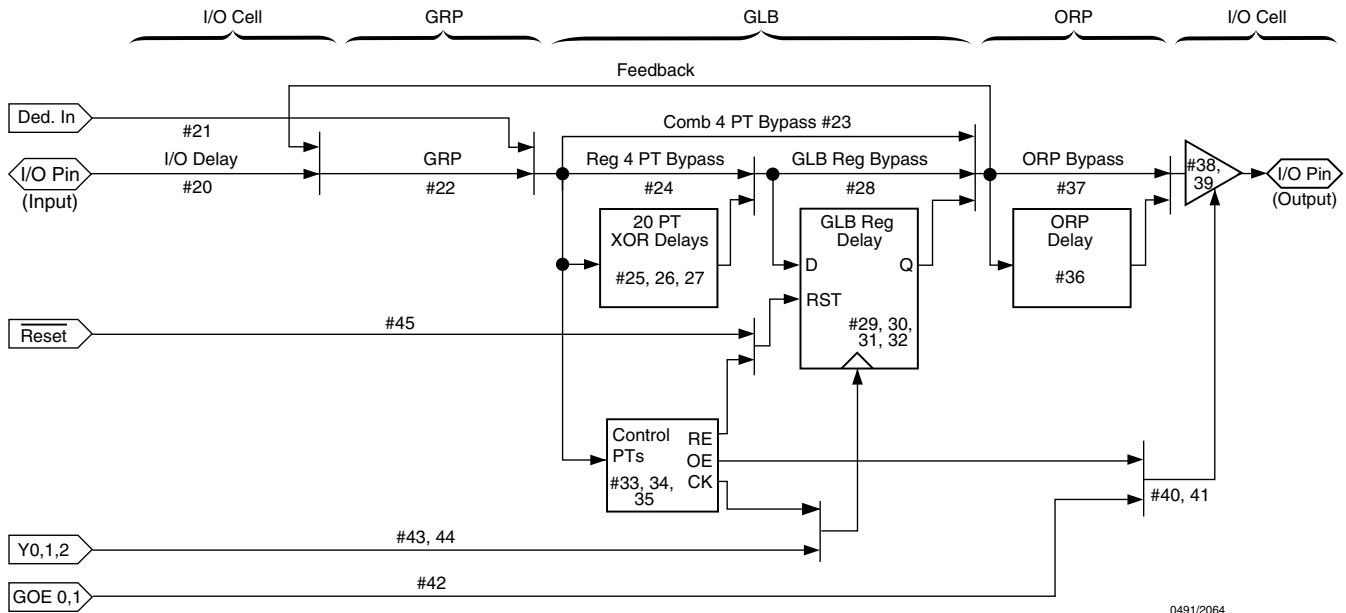 I/O Cell
GRP
GLB
ORP
I/O Cell
Feedback
Ded. In
#21
Comb 4 PT Bypass #23
I/O Pin
(Input)
I/O Delay
#20
GRP
#22
Reg 4 PT Bypass
#24
GLB Reg Bypass
#28
ORP Bypass
#37
#38,
39
I/O Pin
(Output)
20 PT
XOR Delays
#25, 26, 27
GLB Reg
Delay
D
Q
RST
#29, 30,
31, 32
ORP
Delay
#36
Reset
#45
Control
PTs
#33, 34,
35
RE
OE
CK
#40, 41
Y0,1,2
#43, 44
GOE 0,1
#42
0491/2064